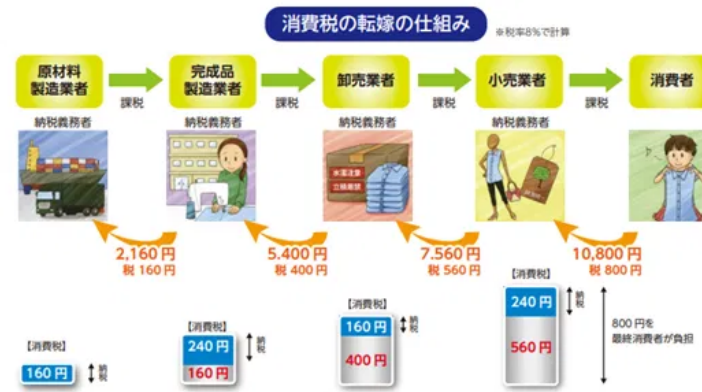 消費税の転嫁の仕組み
※税率8%で計算
原材料
製造業者
完成品
製造業者
卸売業者
小売業者
消費者
課税
課税
課税
課税
納税義務者
納税義務者
納税義務者
納税義務者
水濡注意
2,160円
税 160円
5.400円
税 400円
7.560円
税 560円
10,800円
税 800円
【消費税】
160円
納税
【消費税】
240円
160円
納税
【消費税】
160円
400円
納税
【消費税】
240円
560円
納税
800円を
最終消費者が負担